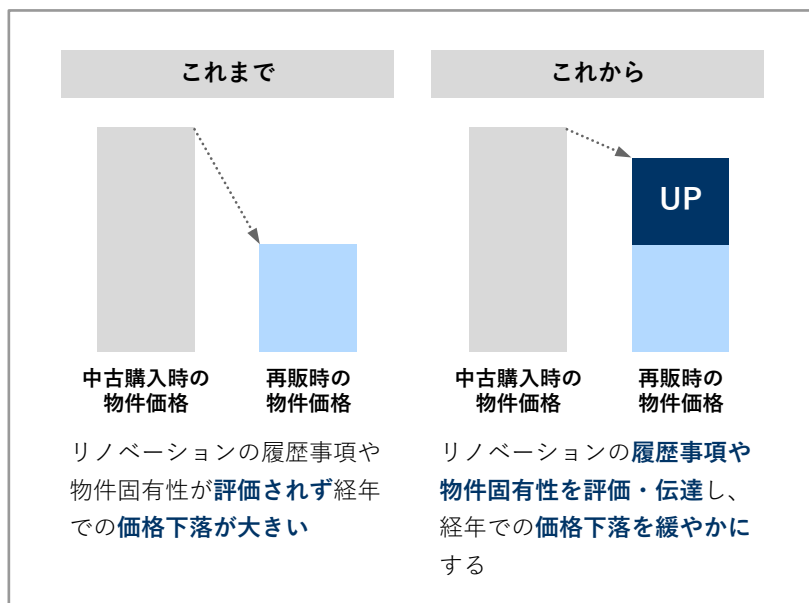 これまで
中古購入時の
物件価格
再販時の
物件価格
リノベーションの履歴事項や
物件固有性が評価されず経年
での価格下落が大きい
これから
UP
中古購入時の
物件価格
再販時の
物件価格
リノベーションの履歴事項や
物件固有性を評価・伝達し、
経年での価格下落を緩やかに
する